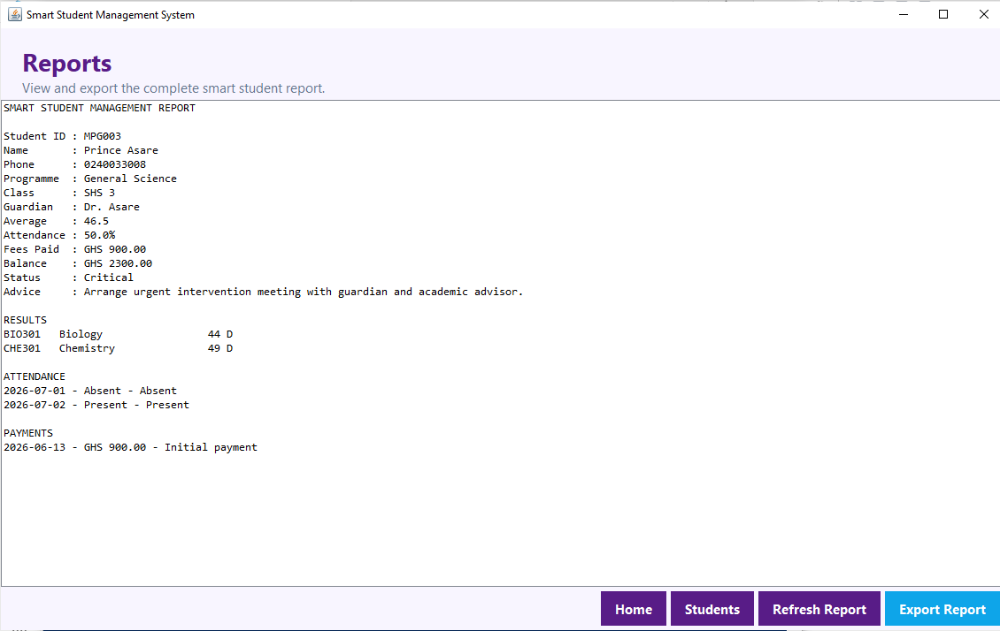 Smart Student Management System
Reports
View and export the complete smart student report.
SMART STUDENT MANAGEMENT REPORT
Student ID : MPG003
Name : Prince Asare
Phone : 0240033008
Programme : General Science
Class : SHS 3
Guardian : Dr. Asare
Average : 46.5
Attendance : 50.0%
Fees Paid : GHS 900.00
Balance : GHS 2300.00
Status : Critical
Advice : Arrange urgent intervention meeting with guardian and academic advisor.
RESULTS
BIO301 Biology 44 D
CHE301 Chemistry 49 D
ATTENDANCE
2026-07-01 - Absent - Absent
2026-07-02 - Present - Present
PAYMENTS
2026-06-13 - GHS 900.00 - Initial payment
Home Students Refresh Report Export Report